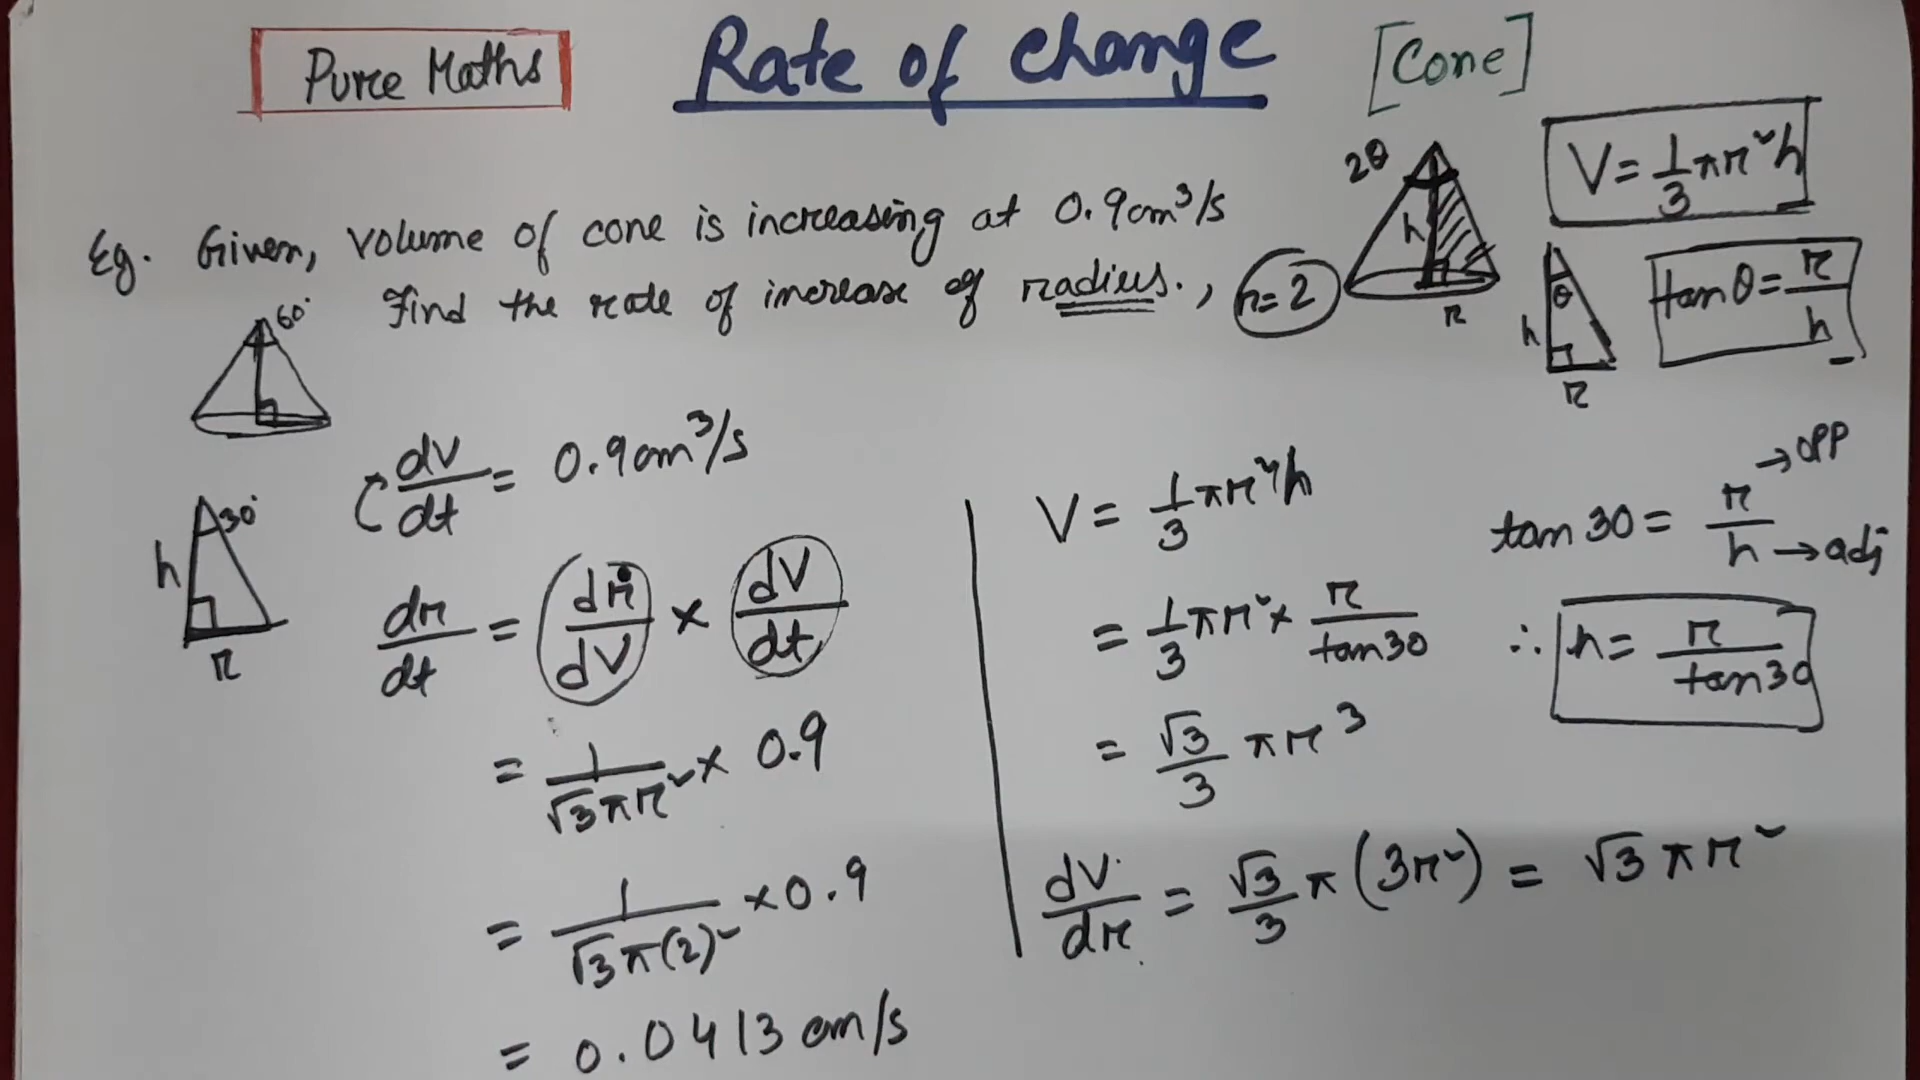 Pure Maths
Rate of change
[Cone]
Eg. Given, volume of cone is increasing at 0.9cm³/s
Find the rate of increase of radius., r=2
2θ
h
r
V = 1/3 πr²h
θ
h
r
tanθ = r/h
60°
30°
h
r
dV/dt = 0.9cm³/s
dr/dt = dr/dV × dV/dt
= 1/√3πr² × 0.9
= 1/√3π(2)² × 0.9
= 0.0413 cm/s
V = 1/3 πr²h
= 1/3 πr² × r/tan30
= √3/3 πr³
dV/dr = √3/3 π (3r²) = √3 πr²
tan 30 = r/h → opp → adj
∴ h = r/tan30